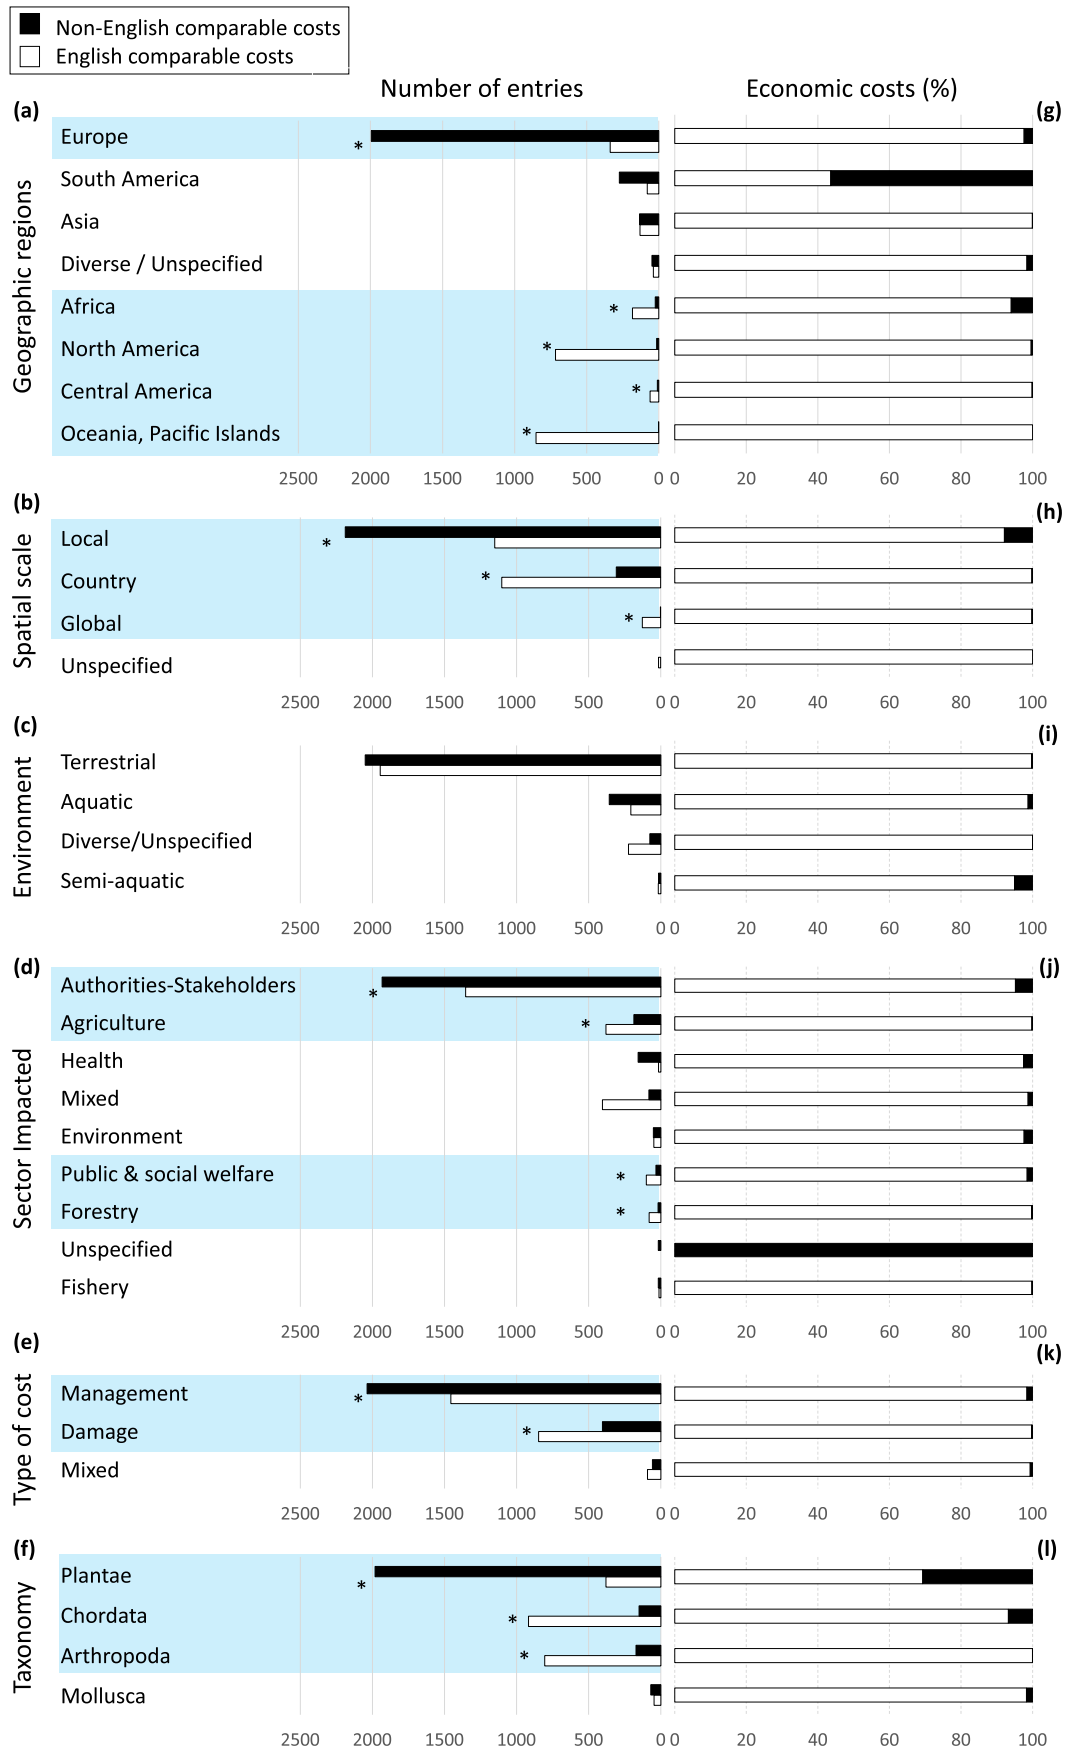 Non-English comparable costs
English comparable costs
Number of entries
Economic costs (%)
(a)
(g)
Geographic regions
Europe
*
South America
Asia
Diverse / Unspecified
Africa
*
North America
*
Central America
*
Oceania, Pacific Islands
*
2500 2000 1500 1000 500 0 0 20 40 60 80 100
(b)
(h)
Spatial scale
Local
*
Country
*
Global
*
Unspecified
2500 2000 1500 1000 500 0 0 20 40 60 80 100
(c)
(i)
Environment
Terrestrial
Aquatic
Diverse/Unspecified
Semi-aquatic
2500 2000 1500 1000 500 0 0 20 40 60 80 100
(d)
(j)
Sector Impacted
Authorities-Stakeholders
*
Agriculture
*
Health
Mixed
Environment
Public & social welfare
*
Forestry
*
Unspecified
Fishery
2500 2000 1500 1000 500 0 0 20 40 60 80 100
(e)
(k)
Type of cost
Management
*
Damage
*
Mixed
2500 2000 1500 1000 500 0 0 20 40 60 80 100
(f)
(l)
Taxonomy
Plantae
*
Chordata
*
Arthropoda
*
Mollusca
2500 2000 1500 1000 500 0 0 20 40 60 80 100